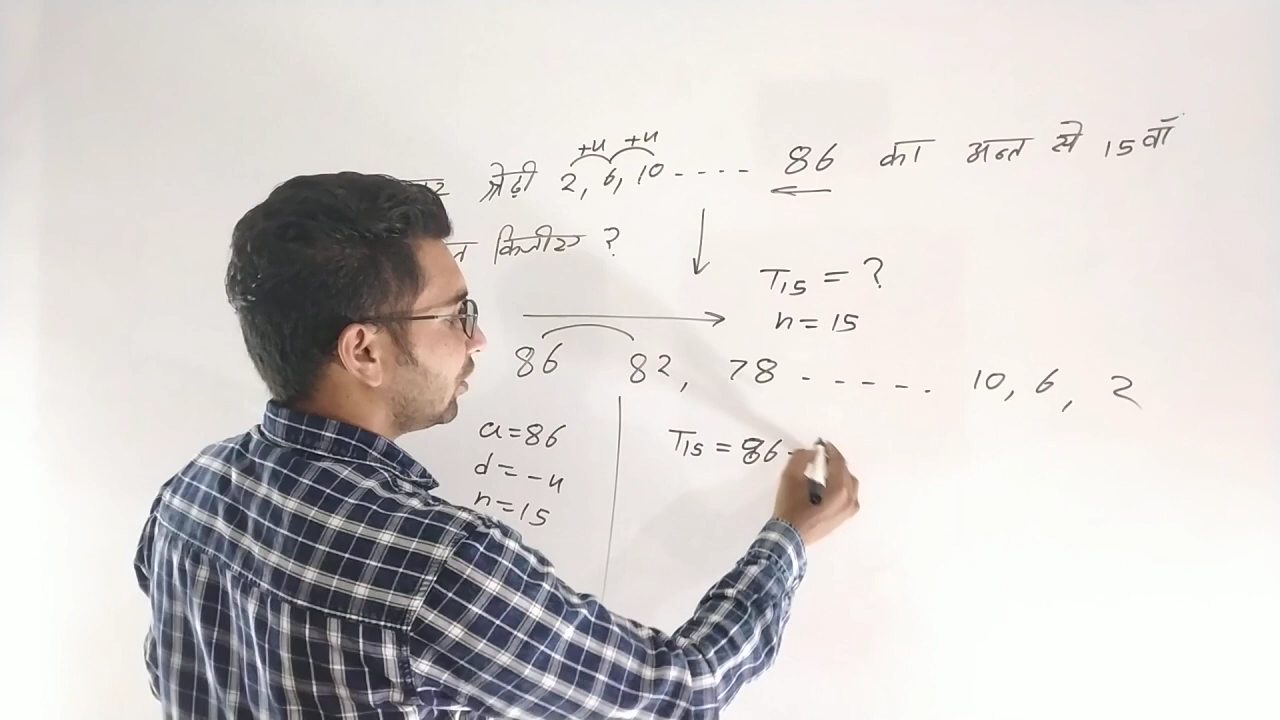 श्रेढ़ी 2, 6, 10 - - - - 86 का अन्त से 15 वाँ
+4 +4
किजीए ?
T15 = ?
n = 15
86 82, 78 - - - - - 10, 6, 2
a = 86
d = -4
n = 15
T15 = 86